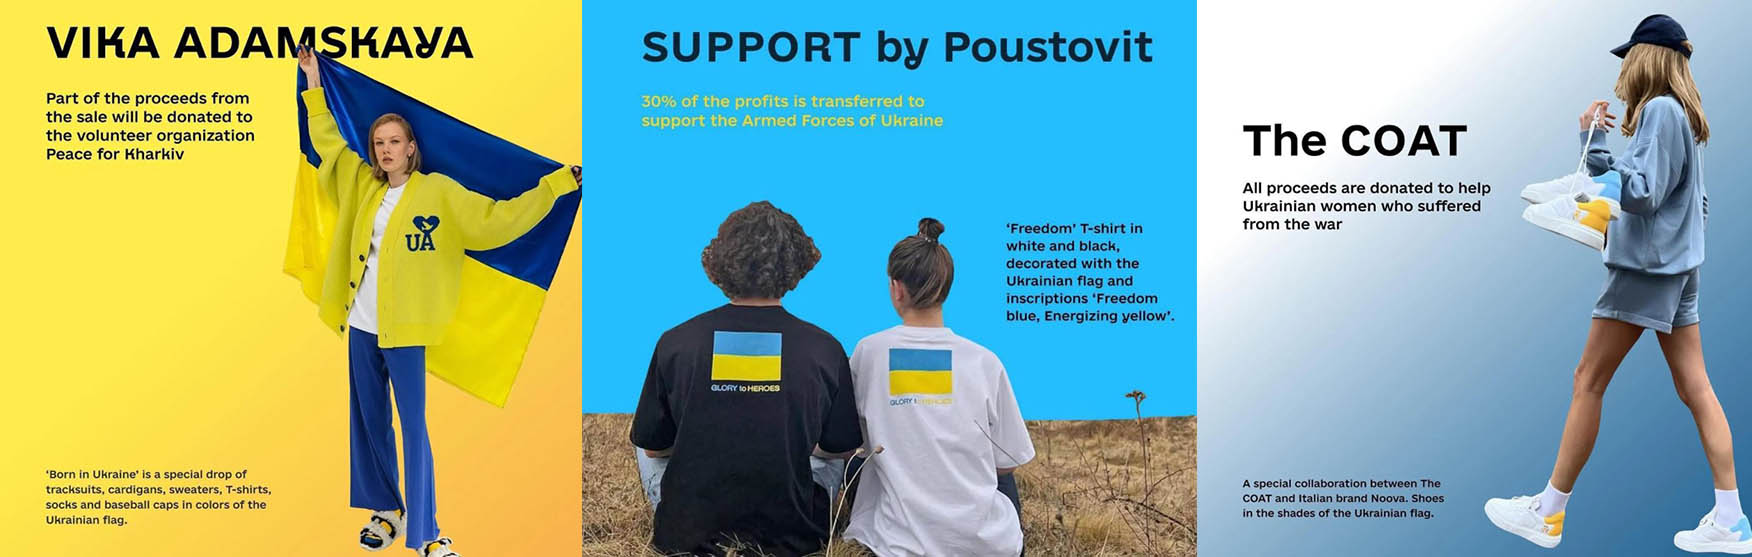 VIKA ADAMSKAYA
Part of the proceeds from
the sale will be donated to
the volunteer organization
Peace for Kharkiv
UA
'Born in Ukraine' is a special drop of
tracksuits, cardigans, sweaters, T-shirts,
socks and baseball caps in colors of the
Ukrainian flag.
SUPPORT by Poustovit
30% of the profits is transferred to
support the Armed Forces of Ukraine
'Freedom' T-shirt in
white and black,
decorated with the
Ukrainian flag and
inscriptions 'Freedom
blue, Energizing yellow'.
GLORY to HEROES
GLORY t HEROES
The COAT
All proceeds are donated to help
Ukrainian women who suffered
from the war
A special collaboration between The
COAT and Italian brand Noova. Shoes
in the shades of the Ukrainian flag.